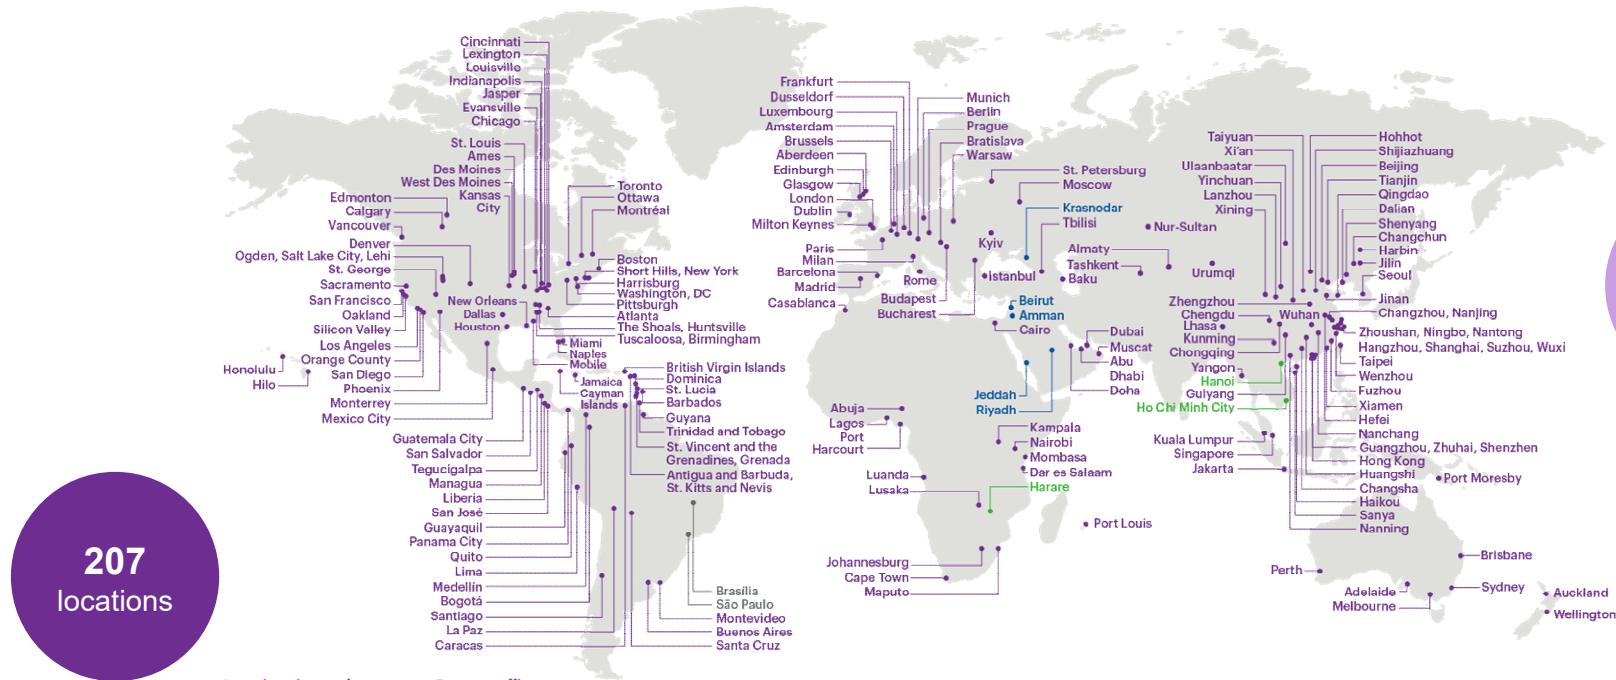 Cincinnati
Lexington
Louisville
Indianapolis
Jasper
Evansville
Chicago
St. Louis
Ames
Des Moines
West Des Moines
Kansas
City
Edmonton
Calgary
Vancouver
Denver
Ogden, Salt Lake City, Lehi
St. George
Sacramento
San Francisco
Oakland
Silicon Valley
Los Angeles
Orange County
San Diego
Phoenix
Monterrey
Mexico City
Honolulu
Hilo
New Orleans
Dallas
Houston
Toronto
Ottawa
Montréal
Boston
Short Hills, New York
Harrisburg
Washington, DC
Pittsburgh
Atlanta
The Shoals, Huntsville
Tuscaloosa, Birmingham
Miami
Naples
Mobile
Jamaica
Cayman
Islands
British Virgin Islands
Dominica
St. Lucia
Barbados
Guyana
Trinidad and Tobago
St. Vincent and the
Grenadines, Grenada
Antigua and Barbuda,
St. Kitts and Nevis
Guatemala City
San Salvador
Tegucigalpa
Managua
Liberia
San José
Guayaquil
Panama City
Quito
Lima
Medellín
Bogotá
Santiago
La Paz
Caracas
Brasília
São Paulo
Montevideo
Buenos Aires
Santa Cruz
207
locations
Frankfurt
Dusseldorf
Luxembourg
Amsterdam
Brussels
Aberdeen
Edinburgh
Glasgow
London
Dublin
Milton Keynes
Paris
Milan
Barcelona
Madrid
Casablanca
Munich
Berlin
Prague
Bratislava
Warsaw
St. Petersburg
Moscow
Krasnodar
Tbilisi
Kyiv
Istanbul
Rome
Budapest
Bucharest
Nur-Sultan
Almaty
Tashkent
Baku
Urumqi
Beirut
Amman
Cairo
Dubai
Muscat
Abu
Dhabi
Doha
Jeddah
Riyadh
Abuja
Lagos
Port
Harcourt
Kampala
Nairobi
Mombasa
Dar es Salaam
Harare
Luanda
Lusaka
Port Louis
Johannesburg
Cape Town
Maputo
Taiyuan
Xi'an
Ulaanbaatar
Yinchuan
Lanzhou
Xining
Zhengzhou
Chengdu
Wuhan
Lhasa
Kunming
Chongqing
Yangon
Hanoi
Guiyang
Ho Chi Minh City
Kuala Lumpur
Singapore
Jakarta
Hohhot
Shijiazhuang
Beijing
Tianjin
Qingdao
Dalian
Shenyang
Changchun
Harbin
Jilin
Seoul
Jinan
Changzhou, Nanjing
Zhoushan, Ningbo, Nantong
Hangzhou, Shanghai, Suzhou, Wuxi
Taipei
Wenzhou
Fuzhou
Xiamen
Hefei
Nanchang
Guangzhou, Zhuhai, Shenzhen
Hong Kong
Huangshi
Changsha
Haikou
Sanya
Nanning
Port Moresby
Brisbane
Perth
Adelaide
Melbourne
Sydney
Auckland
Wellington